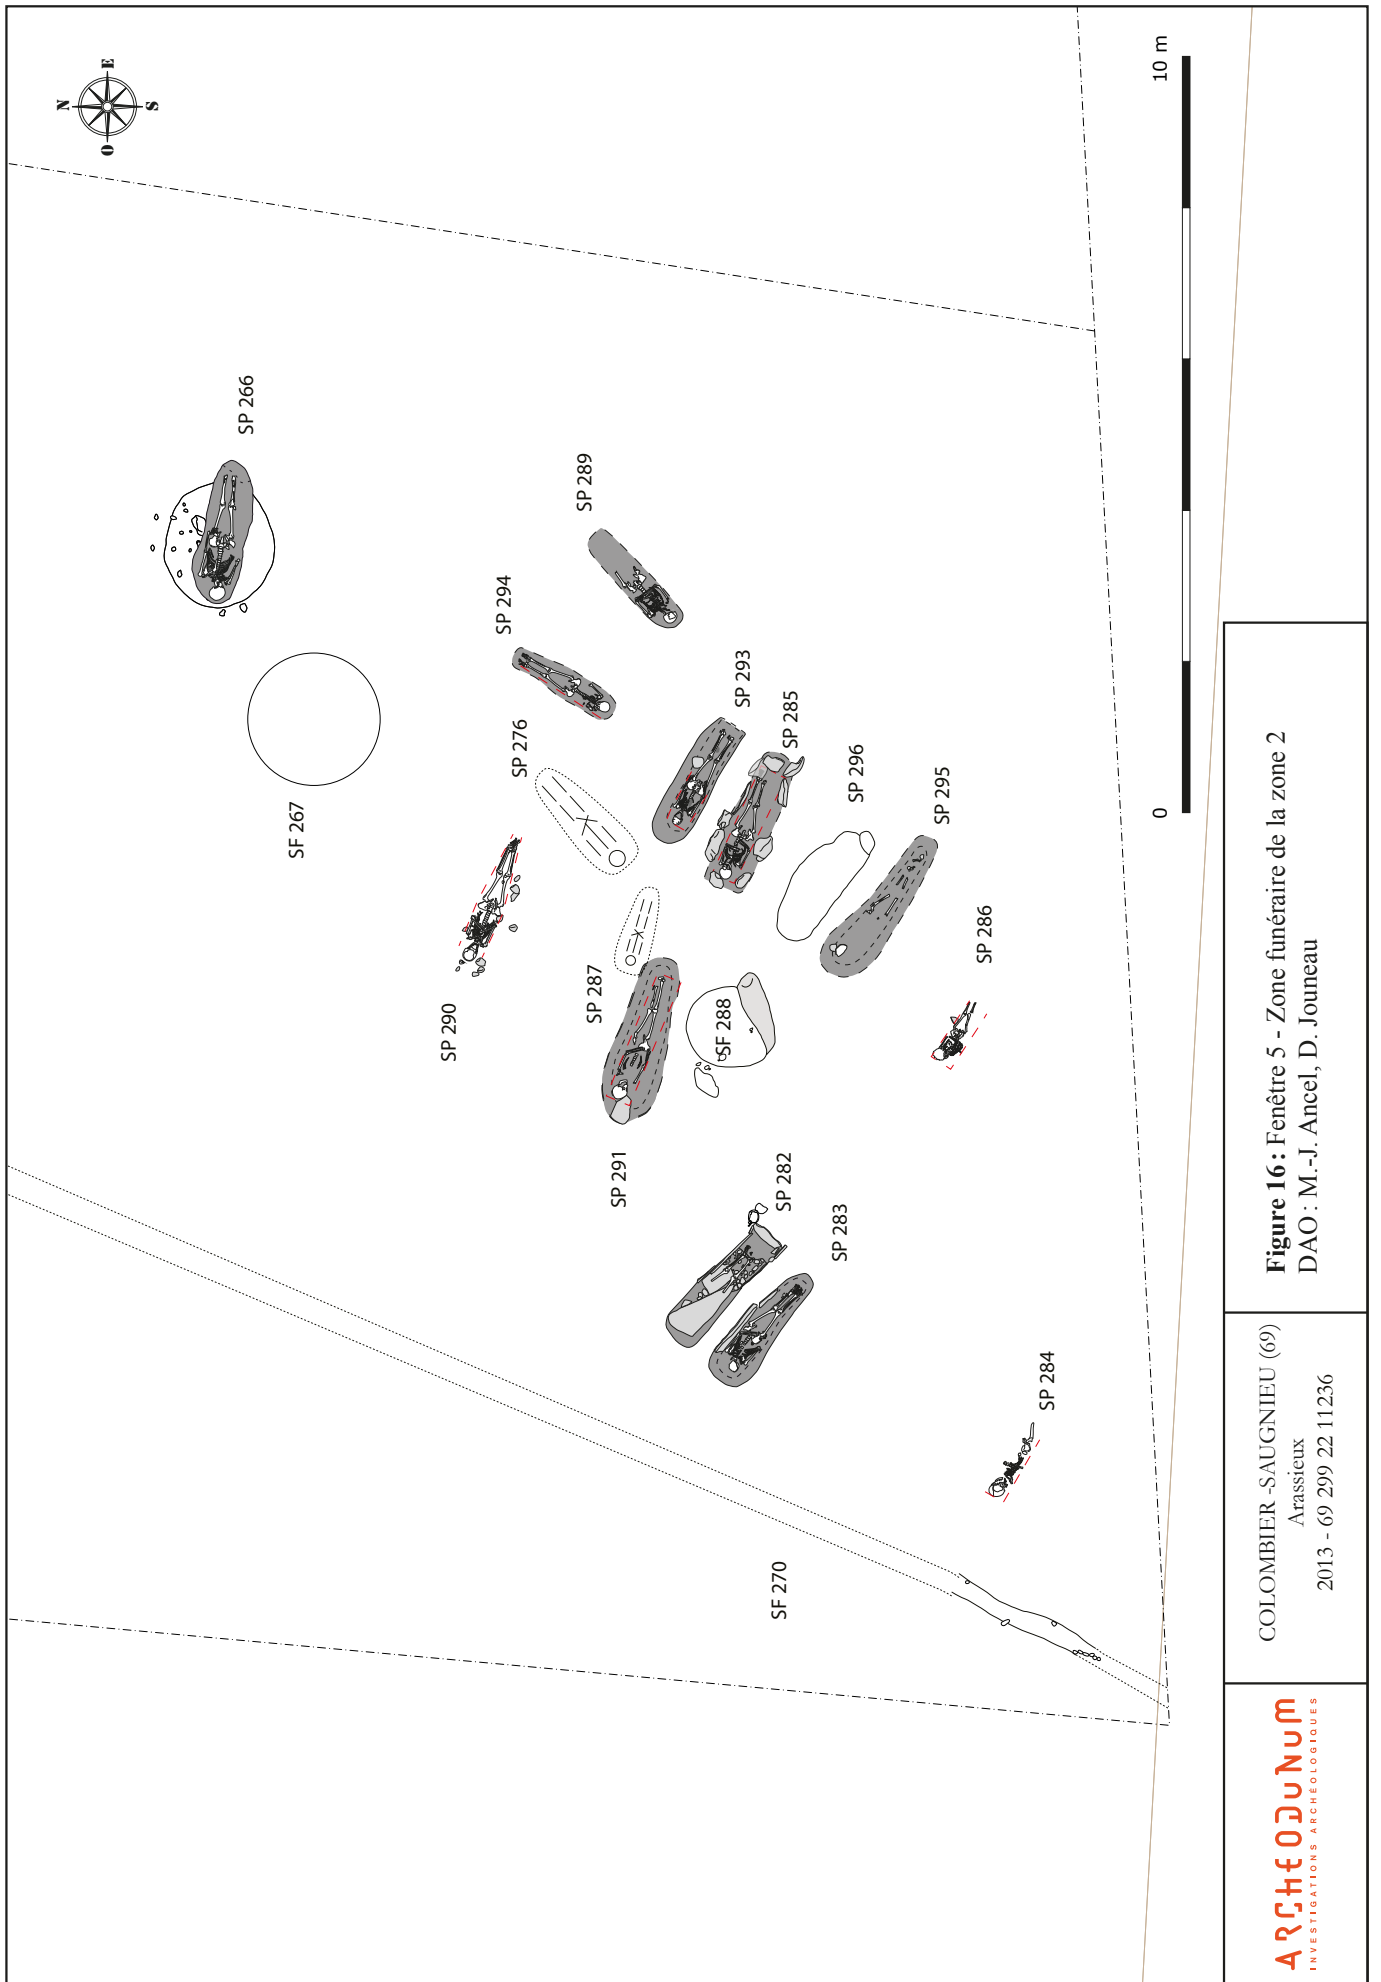 N
E
S
O
SP 266
SF 267
SP 289
SP 294
SP 276
SP 293
SP 285
SP 296
SP 295
SP 290
SP 287
SF 288
SP 286
SP 291
SP 282
SP 283
SP 284
SF 270
0
10 m
ARCHEODUNUM
INVESTIGATIONS ARCHÉOLOGIQUES
COLOMBIER -SAUGNIEU (69)
Arassieux
2013 - 69 299 22 11236
Figure 16 : Fenêtre 5 - Zone funéraire de la zone 2
DAO : M.-J. Ancel, D. Jouneau